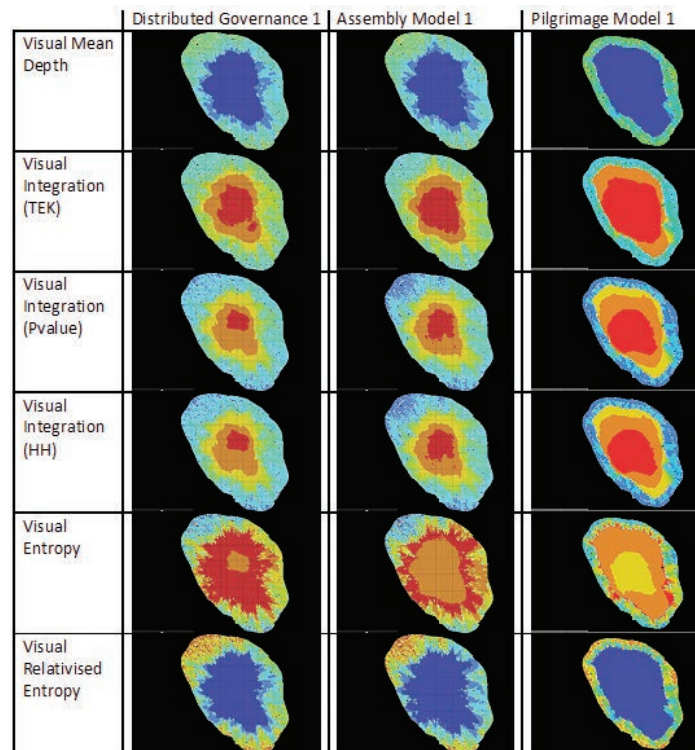 Distributed Governance 1 Assembly Model 1 Pilgrimage Model 1
Visual Mean
Depth
Visual
Integration
(TEK)
Visual
Integration
(Pvalue)
Visual
Integration
(HH)
Visual
Entropy
Visual
Relativised
Entropy